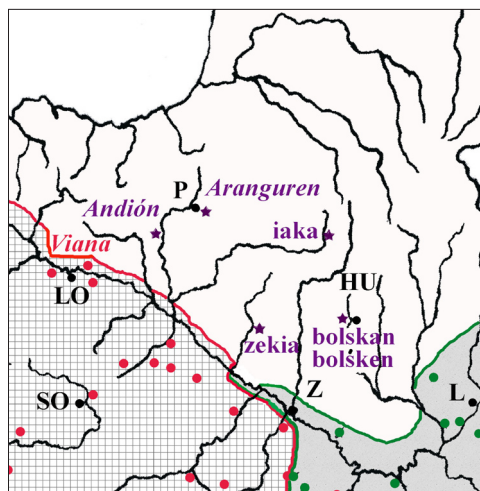 P
Aranguren
Andión
Viana
iaka
LO
HU
bolskan
bolśken
zekia
Z
SO
L